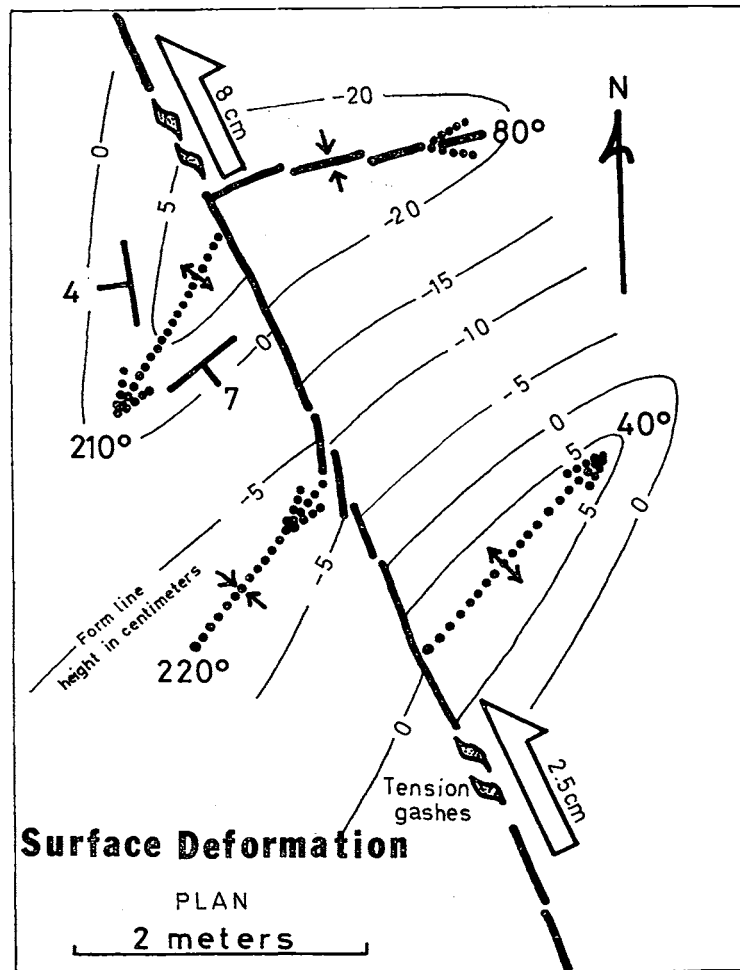 8 cm
-20
N
80°
0
5
-20
4
-15
7
0
-10
210°
-5
0
40°
5
0
-5
5
-5
Form line
height in centimeters
220°
0
2.5cm
Tension
gashes
Surface Deformation
PLAN
2 meters